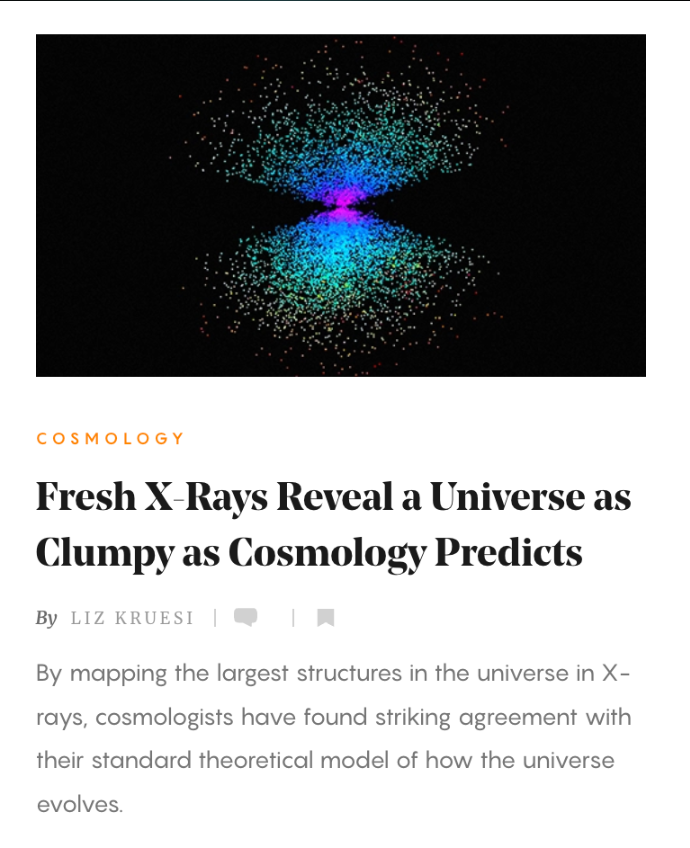 COSMOLOGY
Fresh X-Rays Reveal a Universe as
Clumpy as Cosmology Predicts
By LIZ KRUESI
By mapping the largest structures in the universe in X-
rays, cosmologists have found striking agreement with
their standard theoretical model of how the universe
evolves.